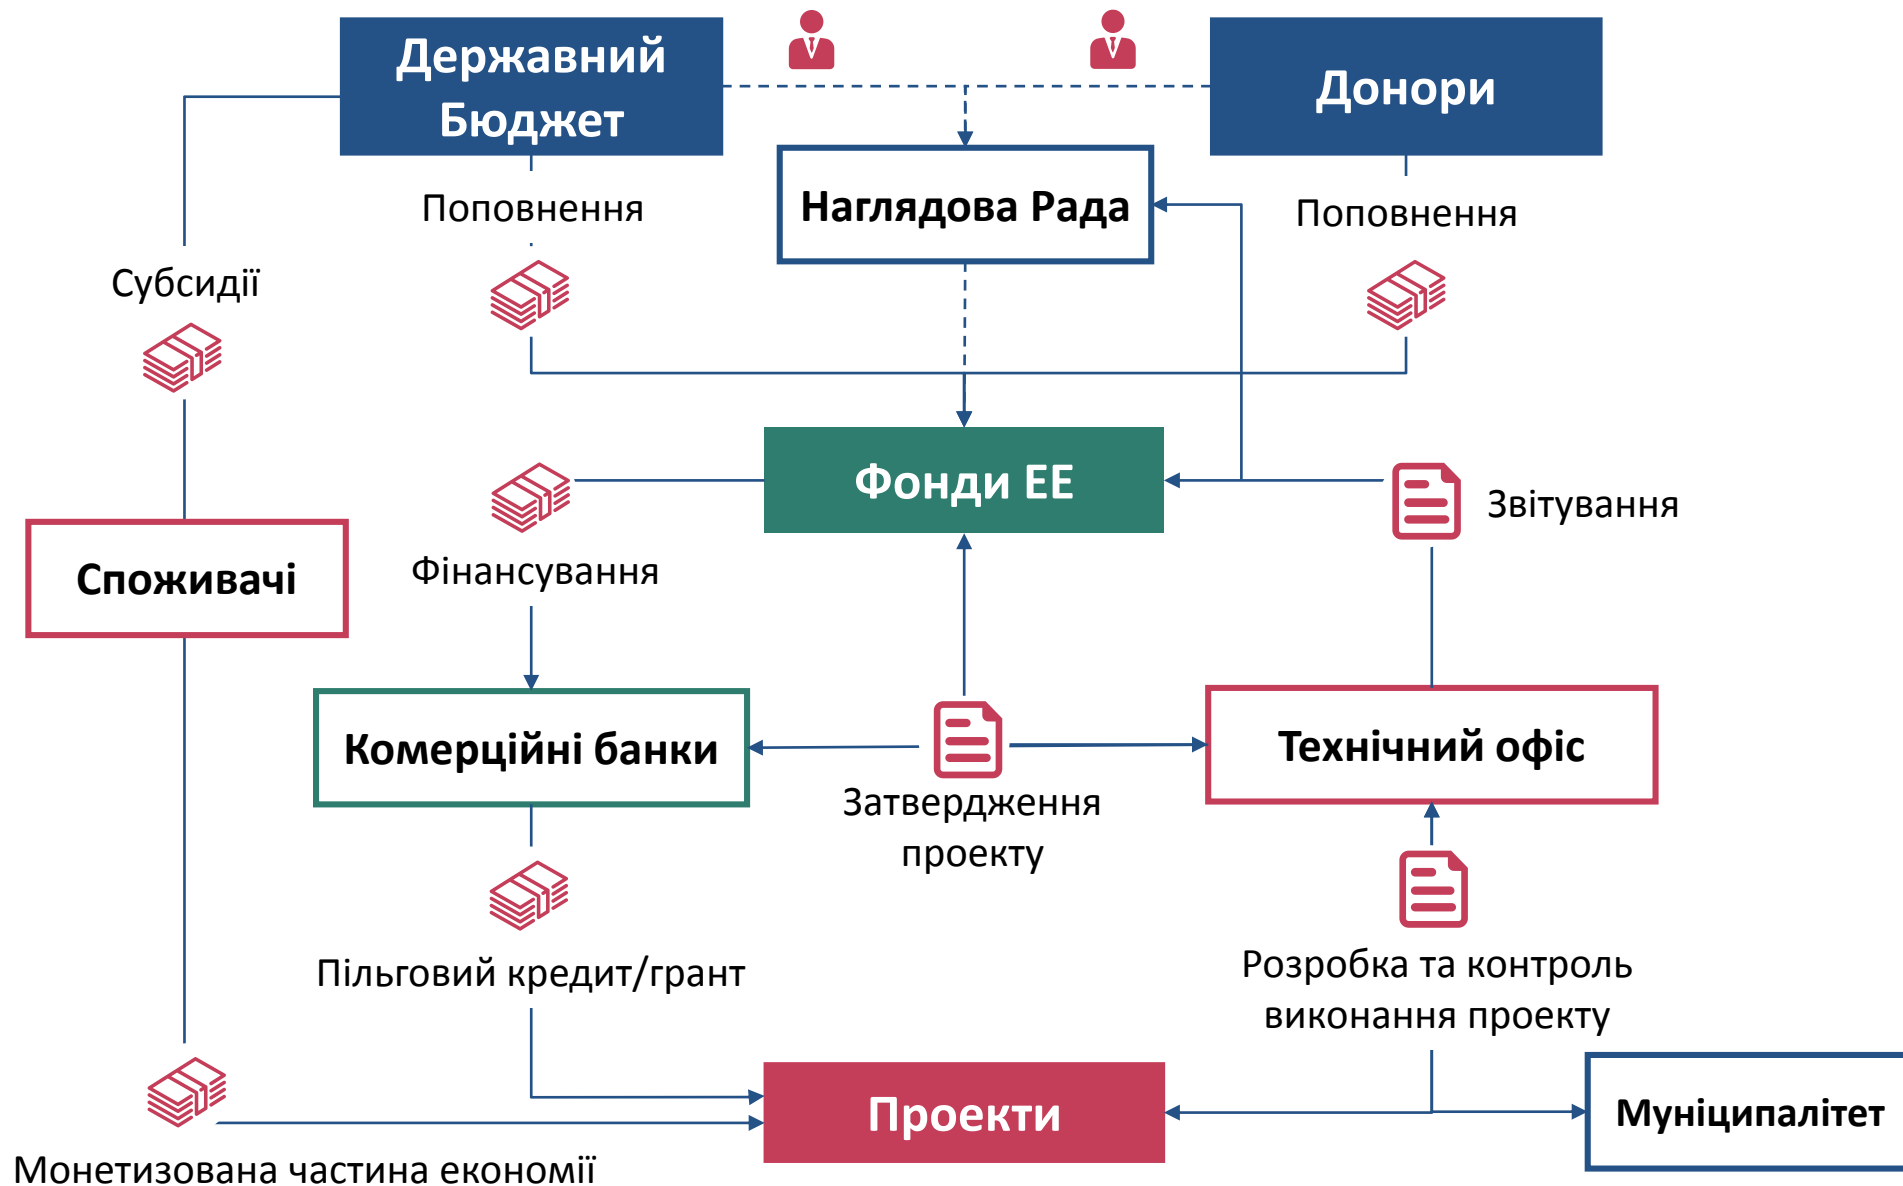 Державний
Бюджет
Донори
Наглядова Рада
Поповнення
Поповнення
Субсидії
Фонди ЕЕ
Звітування
Споживачі
Фінансування
Комерційні банки
Технічний офіс
Затвердження
проекту
Пільговий кредит/грант
Розробка та контроль
виконання проекту
Проекти
Муніципалітет
Монетизована частина економії